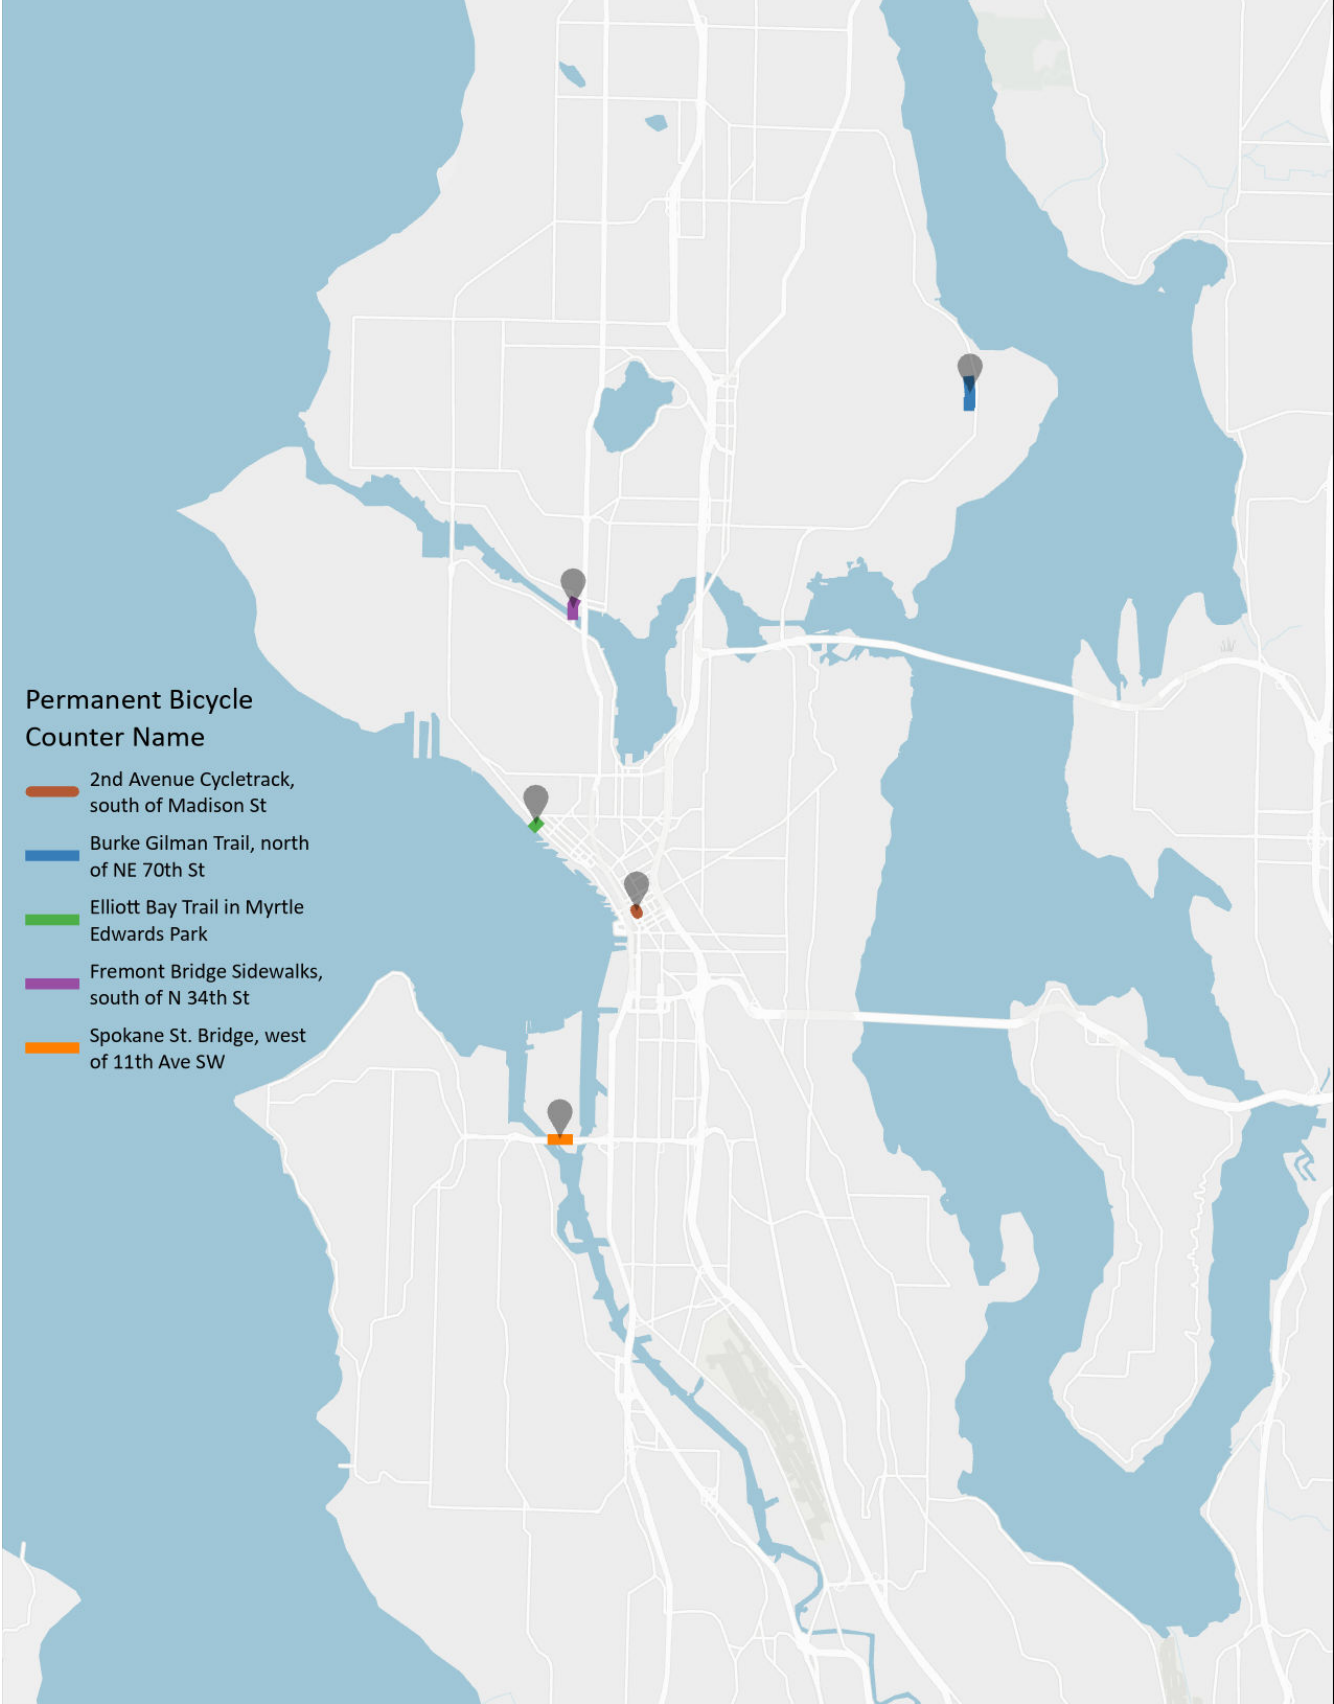 Permanent Bicycle
Counter Name
2nd Avenue Cycletrack,
south of Madison St
Burke Gilman Trail, north
of NE 70th St
Elliott Bay Trail in Myrtle
Edwards Park
Fremont Bridge Sidewalks,
south of N 34th St
Spokane St. Bridge, west
of 11th Ave SW